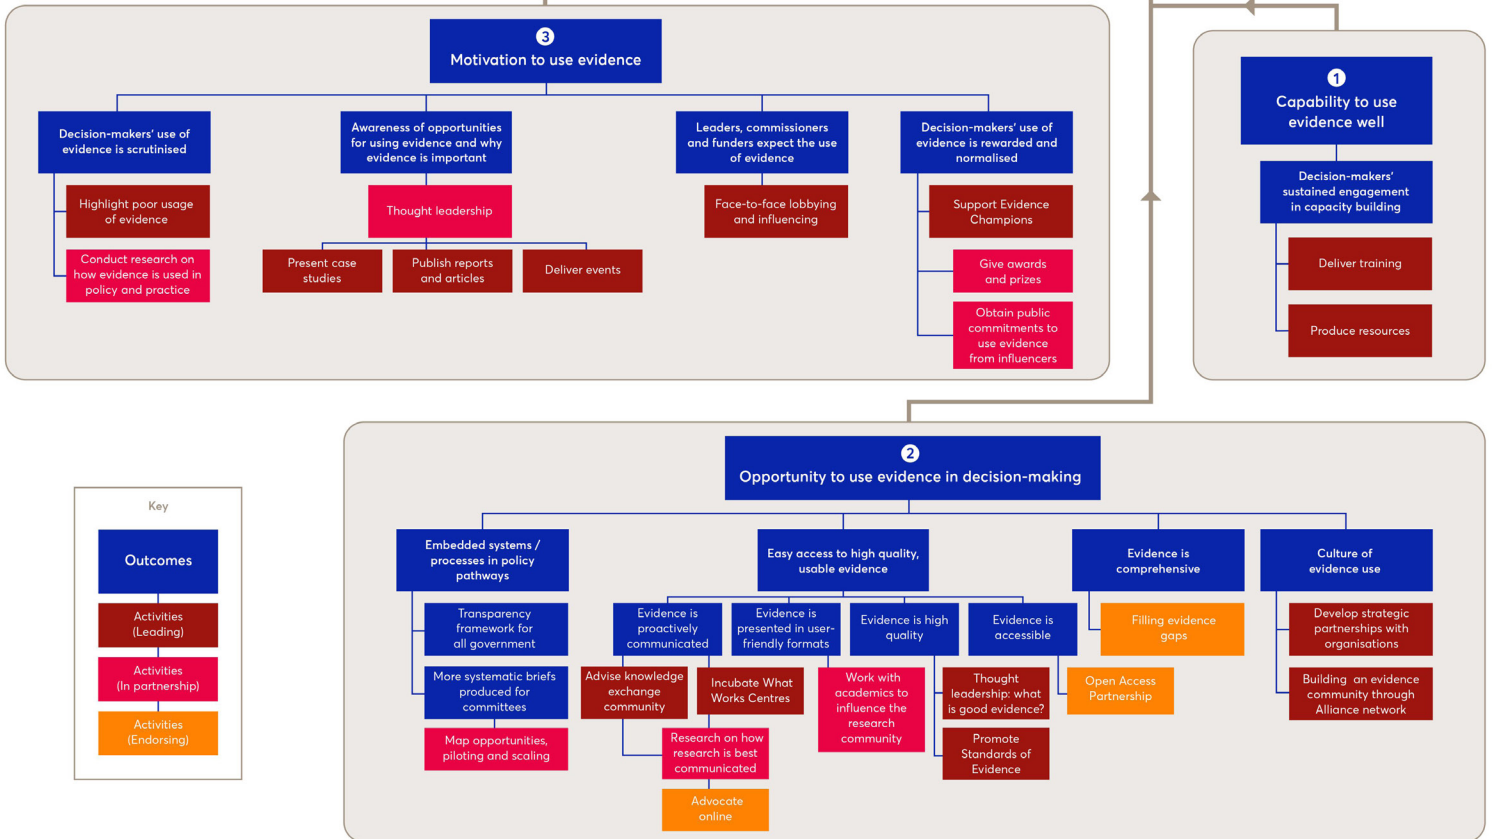 3
Motivation to use evidence
Decision-makers' use of
evidence is scrutinised
Highlight poor usage
of evidence
Conduct research on
how evidence is used in
policy and practice
Awareness of opportunities
for using evidence and why
evidence is important
Thought leadership
Present case
studies
Publish reports
and articles
Deliver events
Leaders, commissioners
and funders expect the use
of evidence
Face-to-face lobbying
and influencing
Decision-makers' use of
evidence is rewarded and
normalised
Support Evidence
Champions
Give awards
and prizes
Obtain public
commitments to
use evidence
from influencers
1
Capability to use
evidence well
Decision-makers'
sustained engagement
in capacity building
Deliver training
Produce resources
2
Opportunity to use evidence in decision-making
Embedded systems /
processes in policy
pathways
Transparency
framework for
all government
More systematic briefs
produced for
committees
Map opportunities,
piloting and scaling
Easy access to high quality,
usable evidence
Evidence is
proactively
communicated
Advise knowledge
exchange
community
Incubate What
Works Centres
Research on how
research is best
communicated
Advocate
online
Evidence is
presented in user-
friendly formats
Work with
academics to
influence the
research
community
Evidence is high
quality
Thought
leadership: what
is good evidence?
Promote
Standards of
Evidence
Evidence is
accessible
Open Access
Partnership
Evidence is
comprehensive
Filling evidence
gaps
Culture of
evidence use
Develop strategic
partnerships with
organisations
Building an evidence
community through
Alliance network
Key
Outcomes
Activities
(Leading)
Activities
(In partnership)
Activities
(Endorsing)